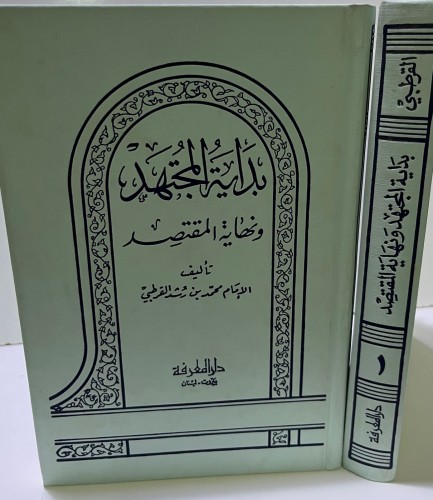 بداية المجتهد
ونهاية المقتصد
تأليف
الإمام محمد بن رشد القرطبي
دار المعرفة
بيروت - لبنان
القرطبي
بداية المجتهد ونهاية المقتصد
١
دار المعرفة